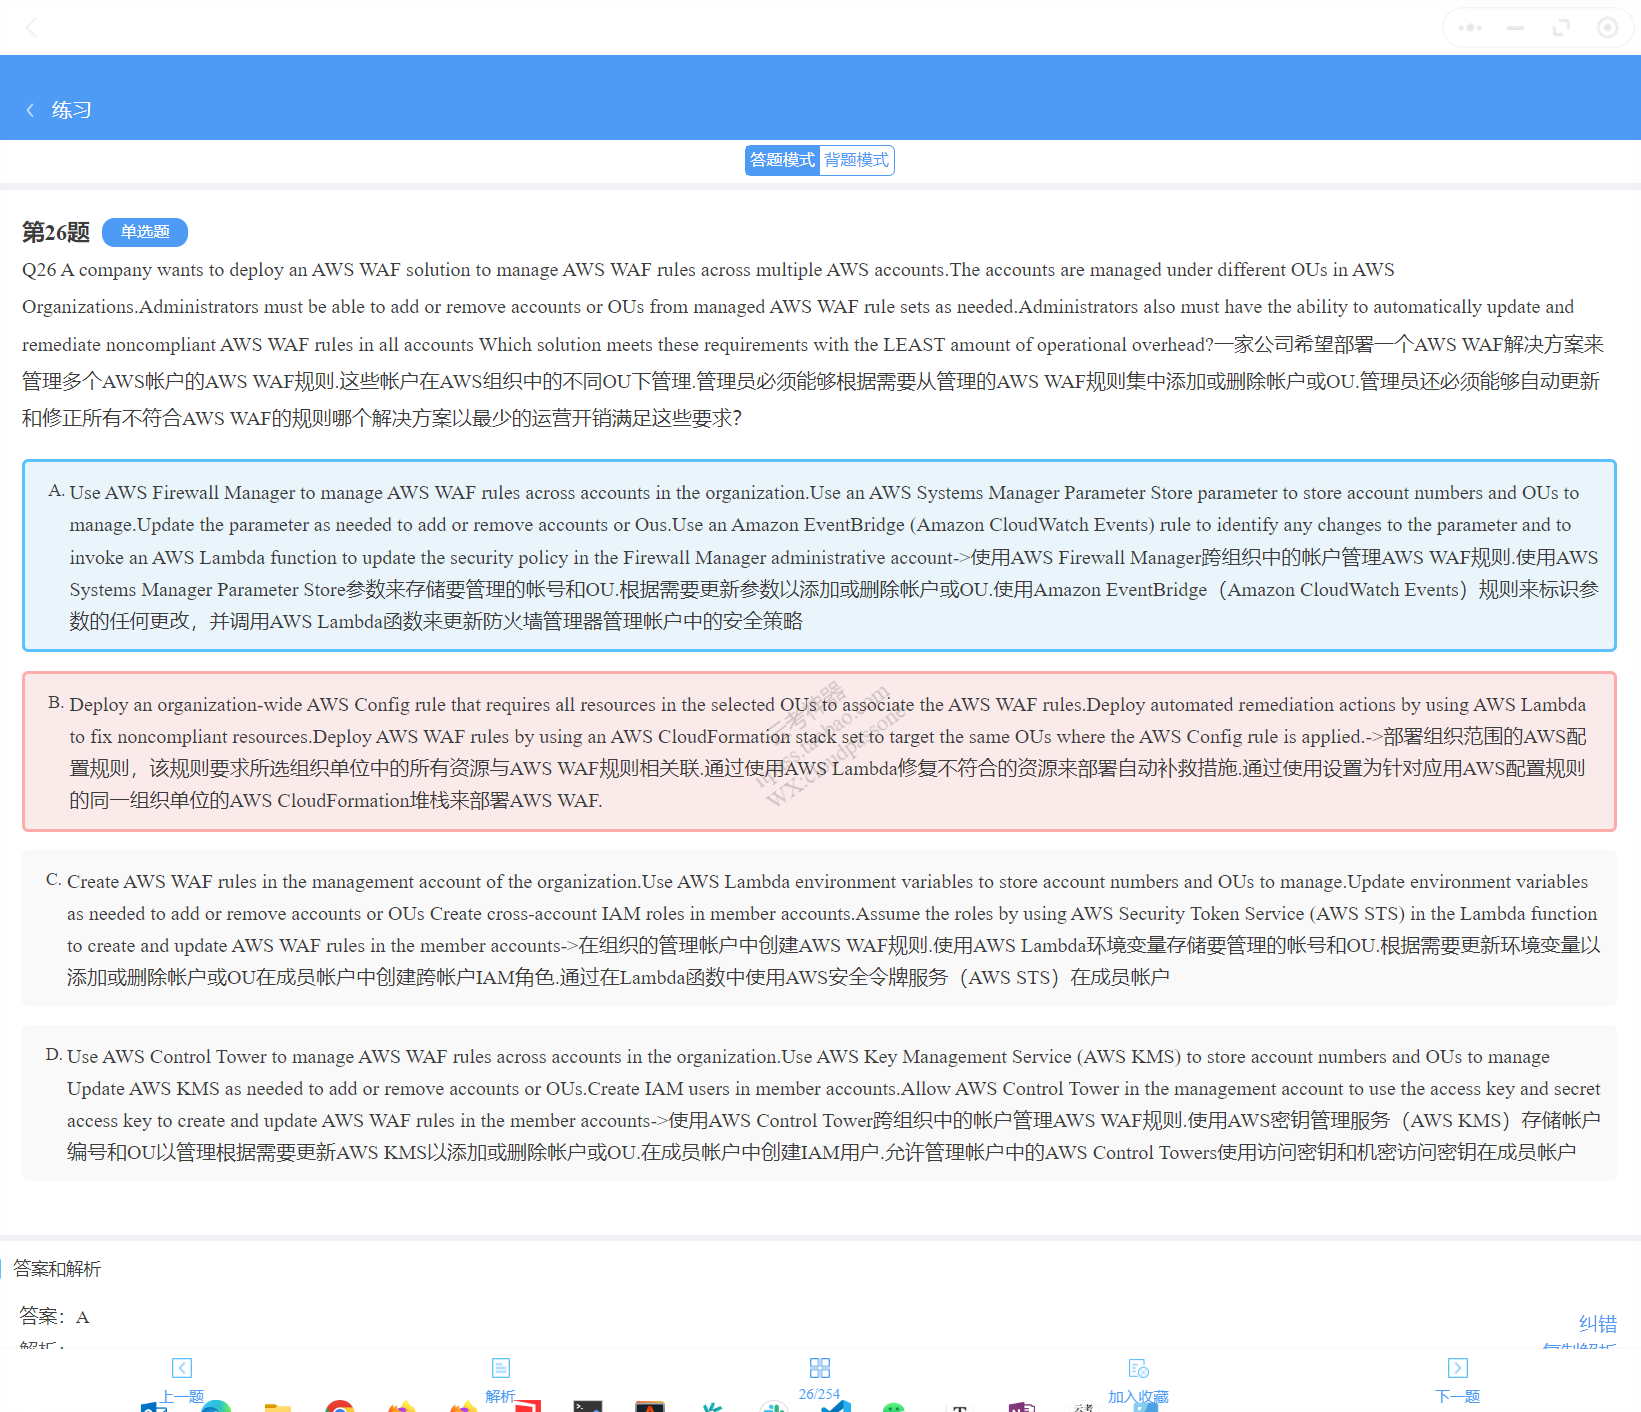 练习
答题模式 背题模式
第26题 单选题
Q26 A company wants to deploy an AWS WAF solution to manage AWS WAF rules across multiple AWS accounts.The accounts are managed under different OUs in AWS
Organizations.Administrators must be able to add or remove accounts or OUs from managed AWS WAF rule sets as needed.Administrators also must have the ability to automatically update and
remediate noncompliant AWS WAF rules in all accounts Which solution meets these requirements with the LEAST amount of operational overhead?一家公司希望部署一个AWS WAF解决方案来
管理多个AWS帐户的AWS WAF规则.这些帐户在AWS组织中的不同OU下管理.管理员必须能够根据需要从管理的AWS WAF规则集中添加或删除帐户或OU.管理员还必须能够自动更新
和修正所有不符合AWS WAF的规则哪个解决方案以最少的运营开销满足这些要求？
A. Use AWS Firewall Manager to manage AWS WAF rules across accounts in the organization.Use an AWS Systems Manager Parameter Store parameter to store account numbers and OUs to
manage.Update the parameter as needed to add or remove accounts or Ous.Use an Amazon EventBridge (Amazon CloudWatch Events) rule to identify any changes to the parameter and to
invoke an AWS Lambda function to update the security policy in the Firewall Manager administrative account->使用AWS Firewall Manager跨组织中的帐户管理AWS WAF规则.使用AWS
Systems Manager Parameter Store参数来存储要管理的帐号和OU.根据需要更新参数以添加或删除帐户或OU.使用Amazon EventBridge（Amazon CloudWatch Events）规则来标识参
数的任何更改，并调用AWS Lambda函数来更新防火墙管理器管理帐户中的安全策略
B. Deploy an organization-wide AWS Config rule that requires all resources in the selected OUs to associate the AWS WAF rules.Deploy automated remediation actions by using AWS Lambda
to fix noncompliant resources.Deploy AWS WAF rules by using an AWS CloudFormation stack set to target the same OUs where the AWS Config rule is applied.->部署组织范围的AWS配
置规则，该规则要求所选组织单位中的所有资源与AWS WAF规则相关联.通过使用AWS Lambda修复不符合的资源来部署自动补救措施.通过使用设置为针对应用AWS配置规则
的同一组织单位的AWS CloudFormation堆栈来部署AWS WAF.
云考神器
.taobao.com
WX:cloudpassone
C. Create AWS WAF rules in the management account of the organization.Use AWS Lambda environment variables to store account numbers and OUs to manage.Update environment variables
as needed to add or remove accounts or OUs Create cross-account IAM roles in member accounts.Assume the roles by using AWS Security Token Service (AWS STS) in the Lambda function
to create and update AWS WAF rules in the member accounts->在组织的管理帐户中创建AWS WAF规则.使用AWS Lambda环境变量存储要管理的帐号和OU.根据需要更新环境变量以
添加或删除帐户或OU在成员帐户中创建跨帐户IAM角色.通过在Lambda函数中使用AWS安全令牌服务（AWS STS）在成员帐户
D. Use AWS Control Tower to manage AWS WAF rules across accounts in the organization.Use AWS Key Management Service (AWS KMS) to store account numbers and OUs to manage
Update AWS KMS as needed to add or remove accounts or OUs.Create IAM users in member accounts.Allow AWS Control Tower in the management account to use the access key and secret
access key to create and update AWS WAF rules in the member accounts->使用AWS Control Tower跨组织中的帐户管理AWS WAF规则.使用AWS密钥管理服务（AWS KMS）存储帐户
编号和OU以管理根据需要更新AWS KMS以添加或删除帐户或OU.在成员帐户中创建IAM用户.允许管理帐户中的AWS Control Towers使用访问密钥和机密访问密钥在成员帐户
答案和解析
答案：A
纠错
上一题 解析 26/254 加入收藏 下一题